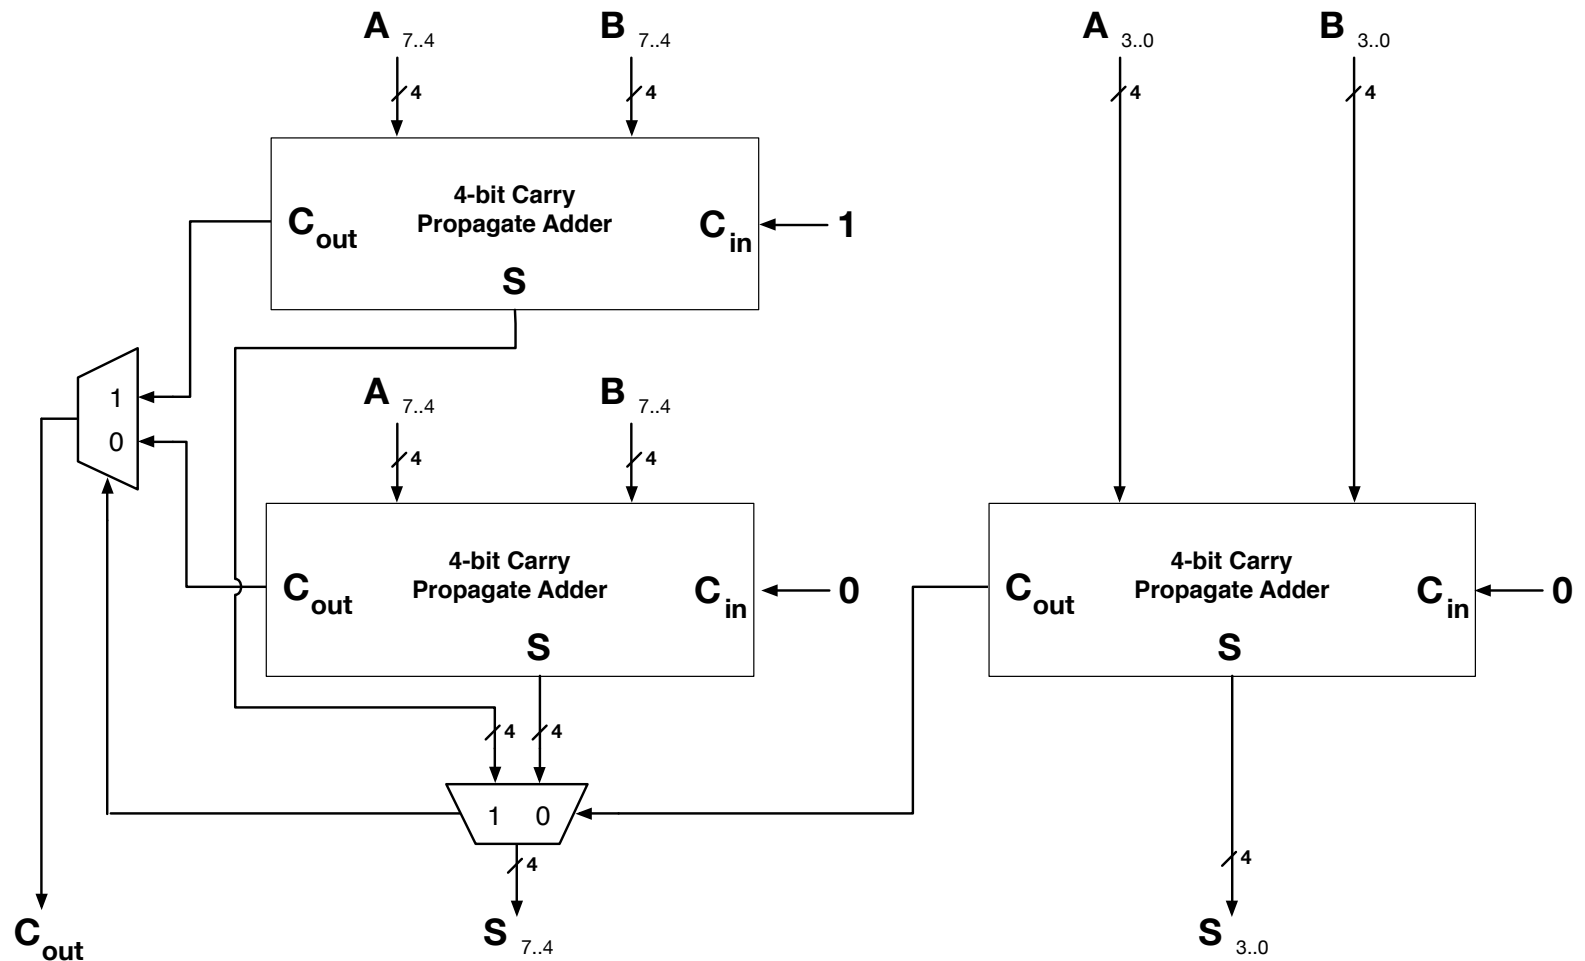 A 7..4 B 7..4 A 3..0 B 3..0
4 4 4 4
4-bit Carry
Propagate Adder
C out C in 1
S
A 7..4 B 7..4
1
0
4 4
4-bit Carry
Propagate Adder
C out C in 0
S
4-bit Carry
Propagate Adder
C out C in 0
S
4 4
1 0
4 4
C out S 7..4 S 3..0